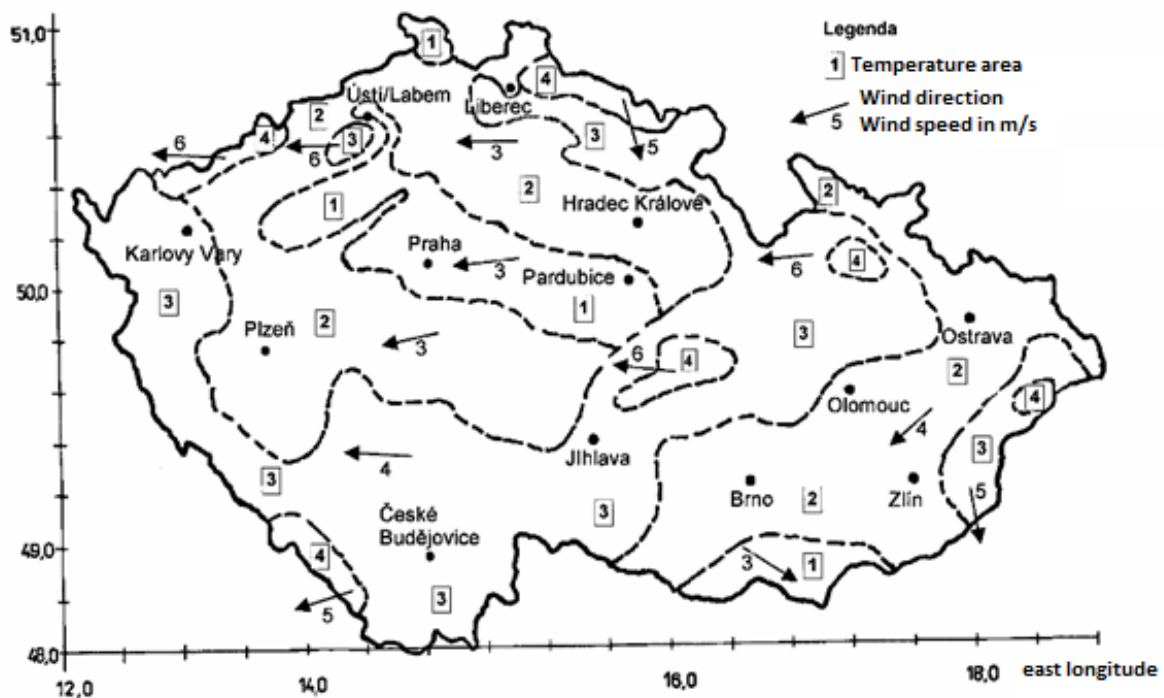 51,0
50,0
49,0
48,0
12,0
14,0
16,0
18,0
east longitude
Legenda
1 Temperature area
Wind direction
5 Wind speed in m/s
1
4
Ústí/Labem
2
Liberec
4
3
6
6
3
3
5
2
1
2
Hradec Králové
Karlovy Vary
Praha
3
Pardubice
6
4
3
2
1
3
Plzeň
3
6
4
Ostrava
2
Olomouc
4
4
3
Jihlava
4
3
3
Brno
2
Zlín
5
České
Budějovice
3
4
3
1
5
3